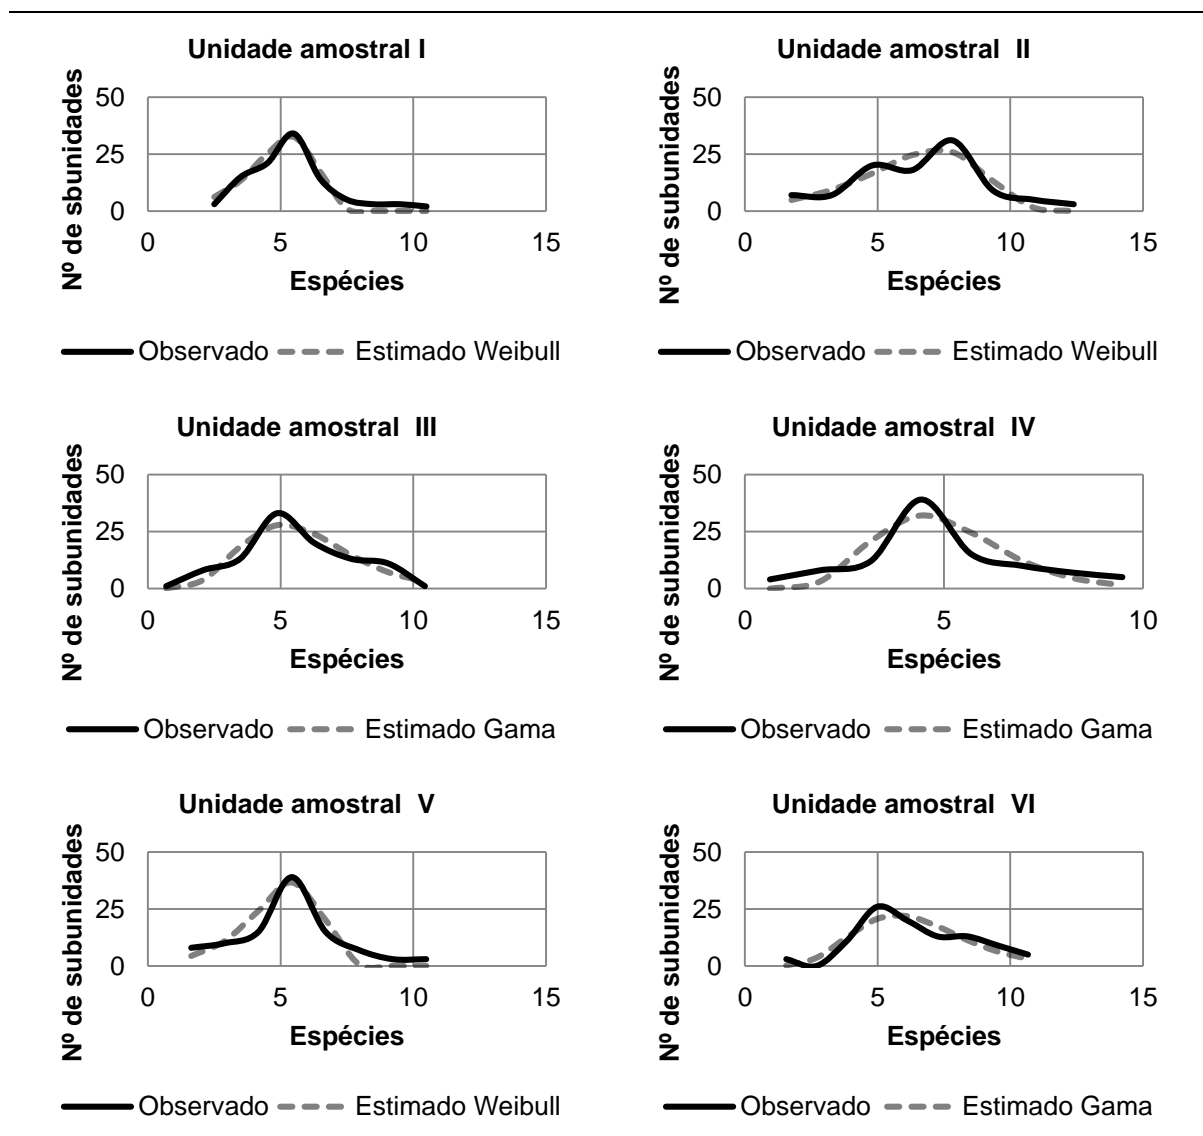 Unidade amostral I
Nº de sbunidades
50
25
0
0 5 10 15
Espécies
Observado Estimado Weibull
Unidade amostral II
Nº de subunidades
50
25
0
0 5 10 15
Espécies
Observado Estimado Weibull
Unidade amostral III
Nº de subunidades
50
25
0
0 5 10 15
Espécies
Observado Estimado Gama
Unidade amostral IV
Nº de subunidades
50
25
0
0 5 10
Espécies
Observado Estimado Gama
Unidade amostral V
Nº de subunidades
50
25
0
0 5 10 15
Espécies
Observado Estimado Weibull
Unidade amostral VI
Nº de subunidades
50
25
0
0 5 10 15
Espécies
Observado Estimado Gama